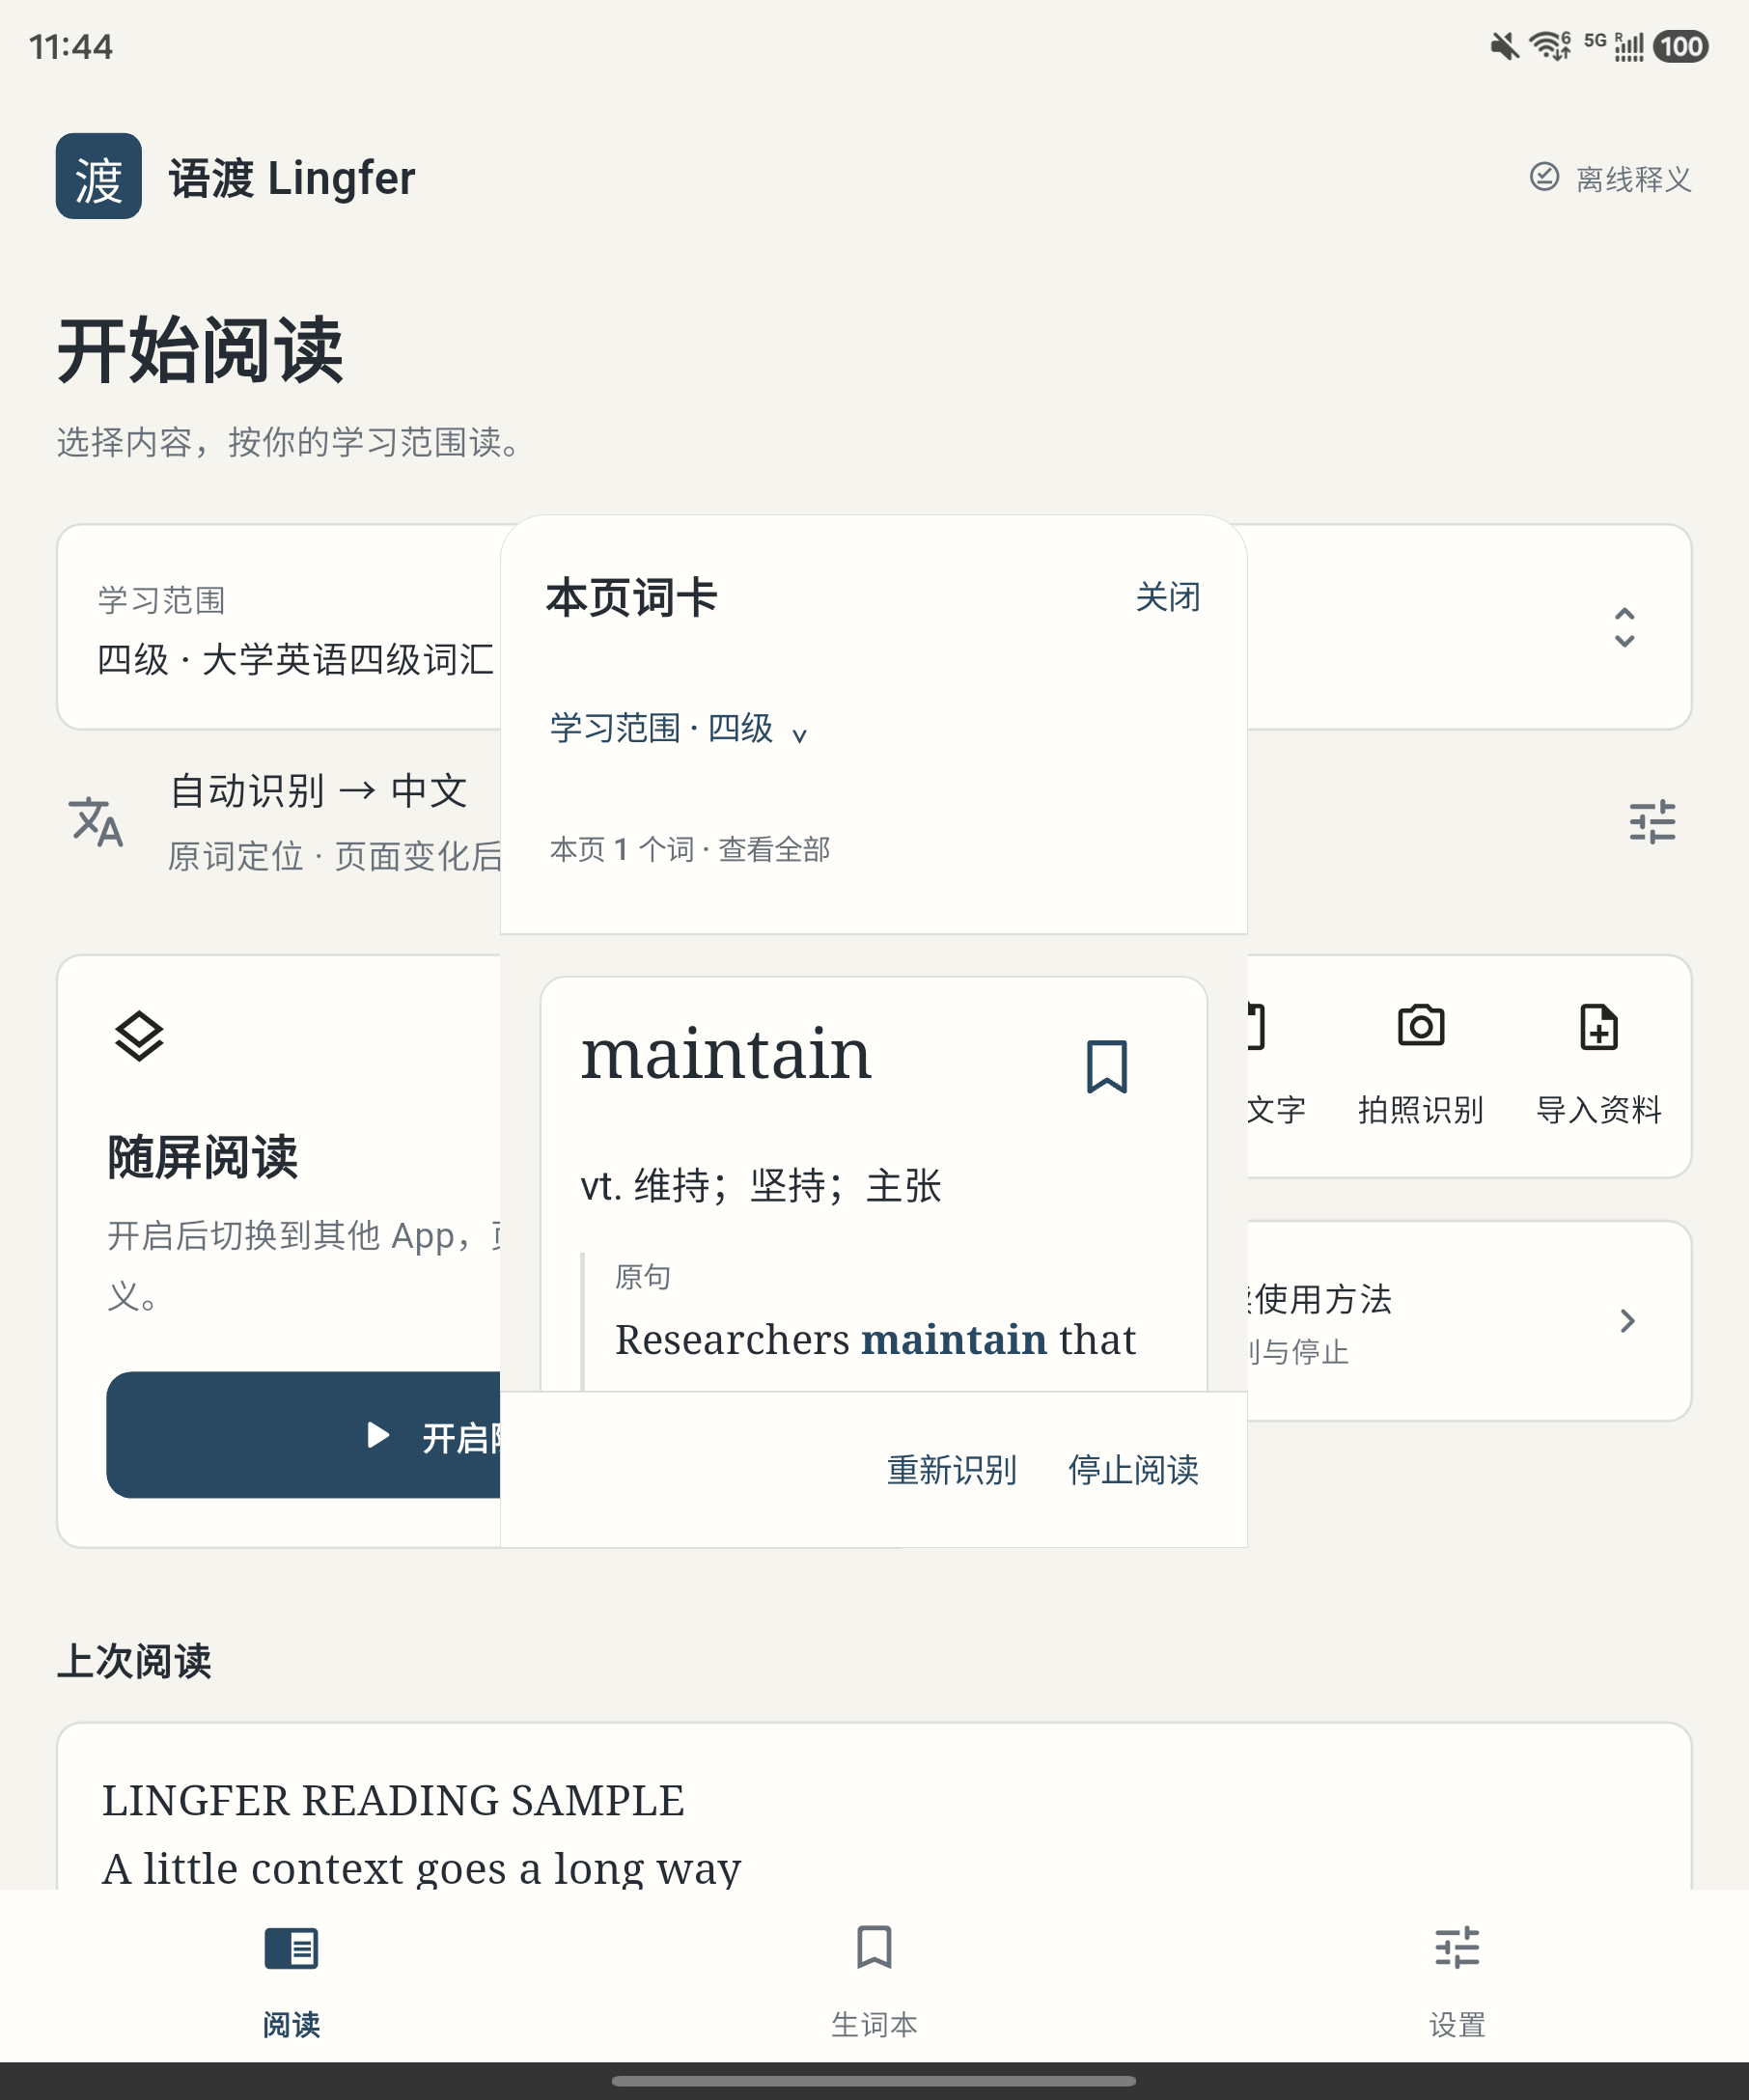 11:44
6 5G R 100
渡 语渡 Lingfer
离线释义
开始阅读
选择内容，按你的学习范围读。
学习范围
四级 · 大学英语四级词汇
自动识别 → 中文
原词定位 · 页面变化后
本页词卡
关闭
学习范围 · 四级
本页 1 个词 · 查看全部
maintain
vt. 维持；坚持；主张
原句
Researchers maintain that
重新识别 停止阅读
随屏阅读
开启后切换到其他 App，
义。
开启
文字 拍照识别 导入资料
使用方法
与停止
上次阅读
LINGFER READING SAMPLE
A little context goes a long way
阅读 生词本 设置